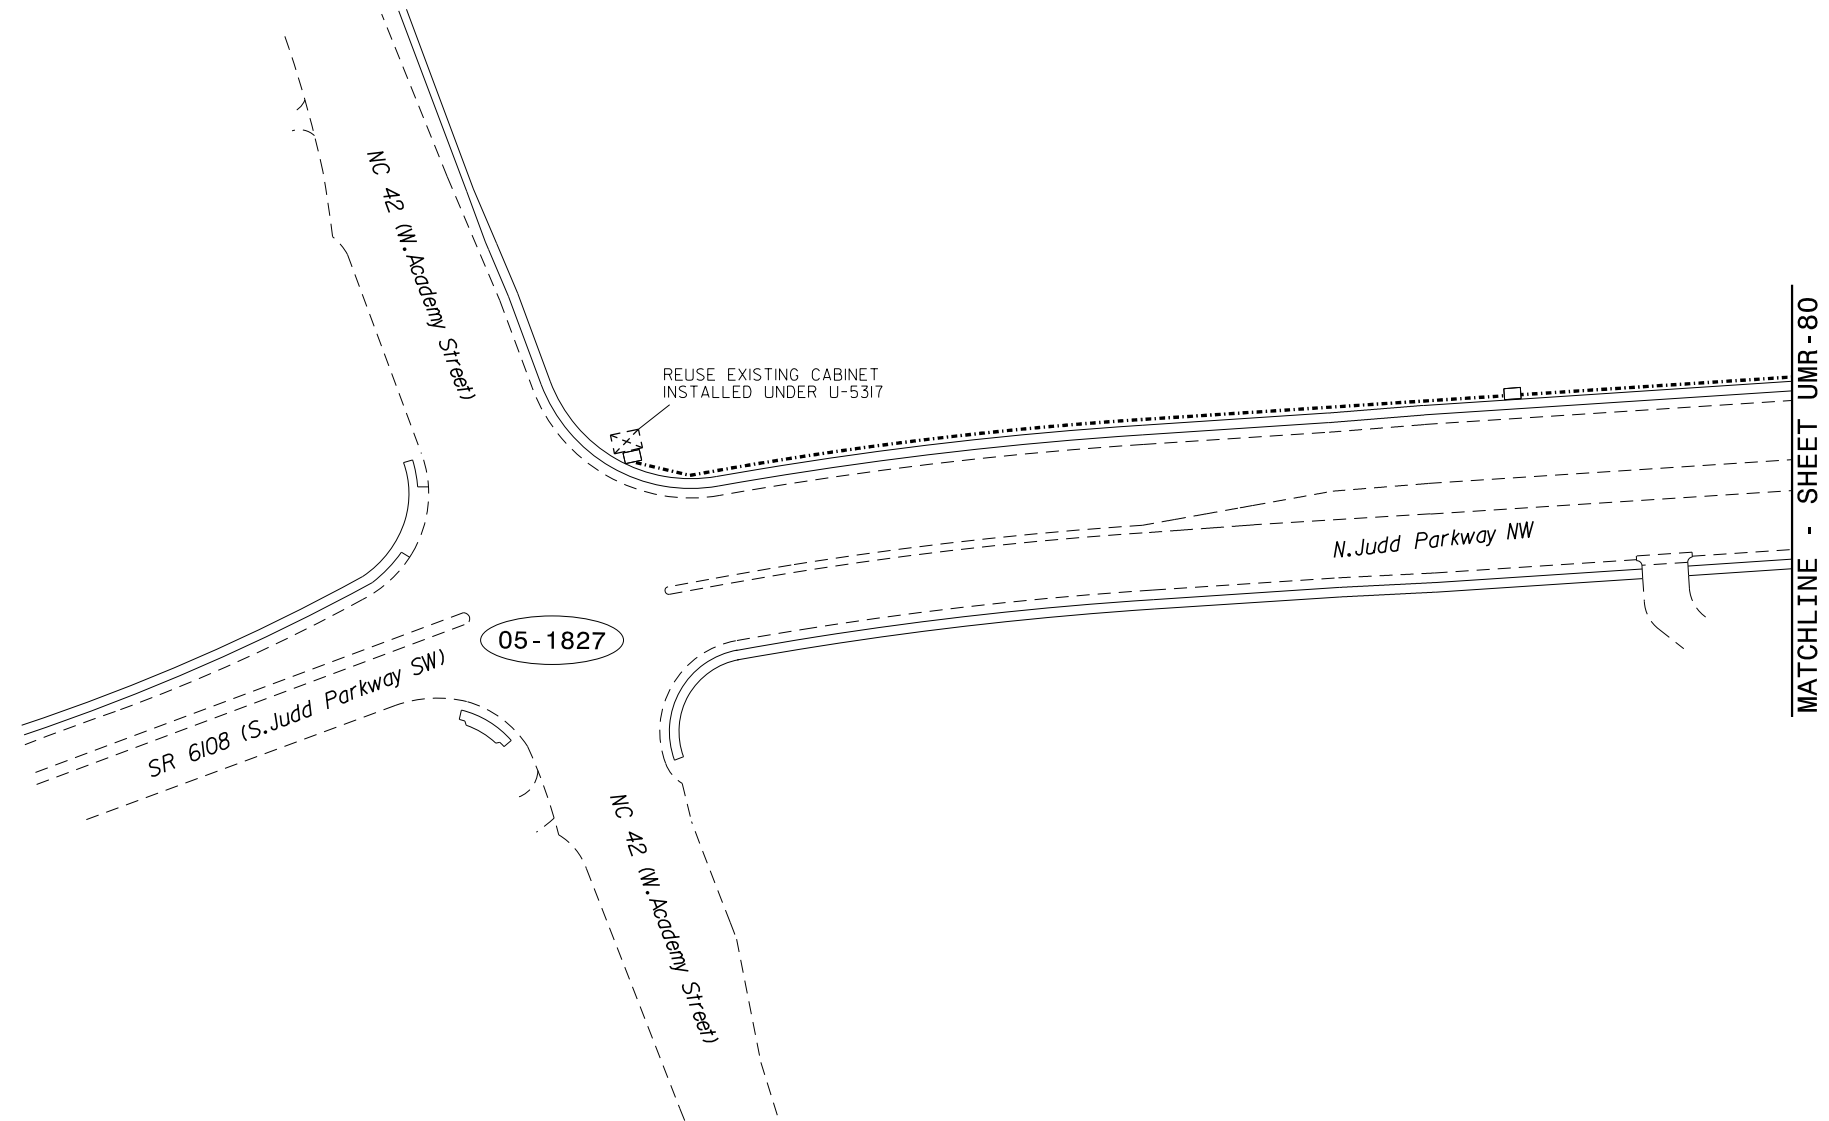 NC 42 (W.Academy Street)
REUSE EXISTING CABINET
INSTALLED UNDER U-5317
MATCHLINE - SHEET UMR-80
N.Judd Parkway NW
05-1827
SR 6108 (S.Judd Parkway SW)
NC 42 (W.Academy Street)